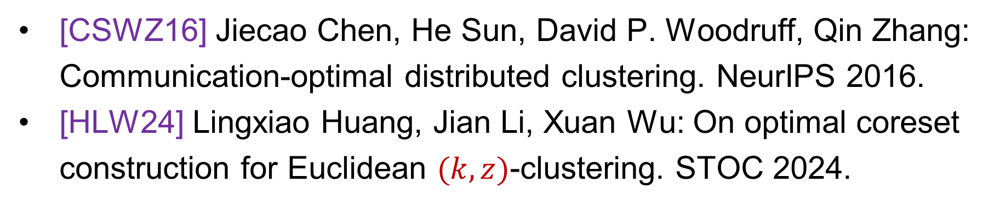 • [CSWZ16] Jiecao Chen, He Sun, David P. Woodruff, Qin Zhang:
Communication-optimal distributed clustering. NeurIPS 2016.
• [HLW24] Lingxiao Huang, Jian Li, Xuan Wu: On optimal coreset
construction for Euclidean (k, z)-clustering. STOC 2024.